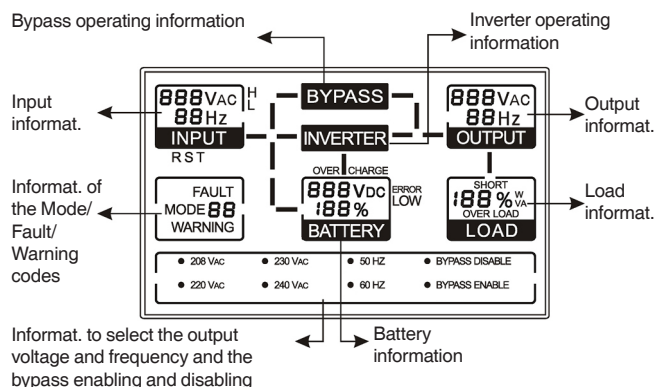 Bypass operating information
Inverter operating
information
Input
informat.
888VAC H
L
88Hz
INPUT
R S T
BYPASS
INVERTER
888VAC
88Hz
OUTPUT
Output
informat.
Informat. of
the Mode/
Fault/
Warning
codes
FAULT
MODE 88
WARNING
OVER CHARGE
888VDC ERROR
LOW
188%
BATTERY
SHORT
188% W
VA
OVER LOAD
LOAD
Load
informat.
● 208 VAC ● 230 VAC ● 50 HZ ● BYPASS DISABLE
● 220 VAC ● 240 VAC ● 60 HZ ● BYPASS ENABLE
Informat. to select the output
voltage and frequency and the
bypass enabling and disabling
Battery
information